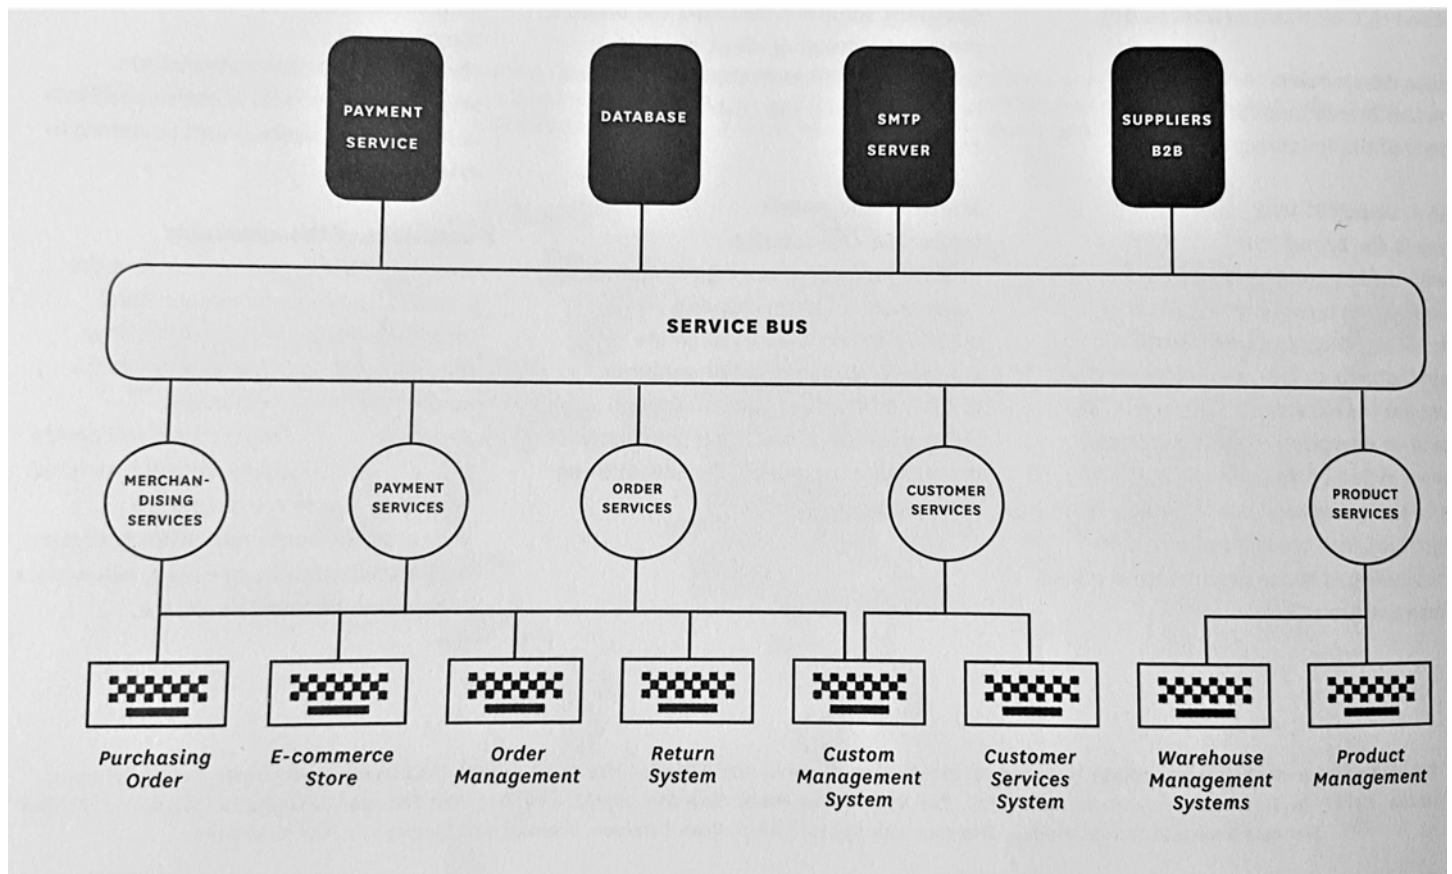 PAYMENT
SERVICE
DATABASE
SMTP
SERVER
SUPPLIERS
B2B
SERVICE BUS
MERCHAN-
DISING
SERVICES
PAYMENT
SERVICES
ORDER
SERVICES
CUSTOMER
SERVICES
PRODUCT
SERVICES
Purchasing
Order
E-commerce
Store
Order
Management
Return
System
Custom
Management
System
Customer
Services
System
Warehouse
Management
Systems
Product
Management